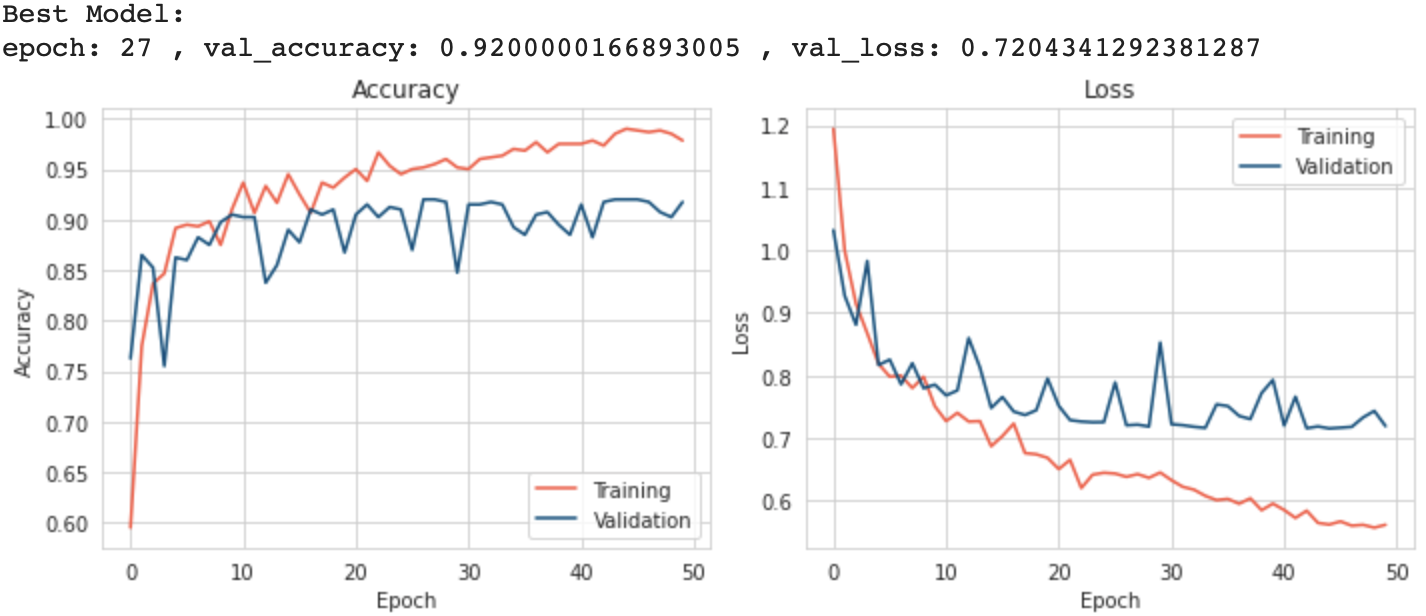 Best Model:
epoch: 27 , val_accuracy: 0.9200000166893005 , val_loss: 0.7204341292381287
Accuracy
1.00
0.95
0.90
0.85
0.80
0.75
0.70
0.65
0.60
Accuracy
0
10
20
30
40
50
Epoch
Training
Validation
Loss
1.2
1.1
1.0
0.9
0.8
0.7
0.6
Loss
0
10
20
30
40
50
Epoch
Training
Validation